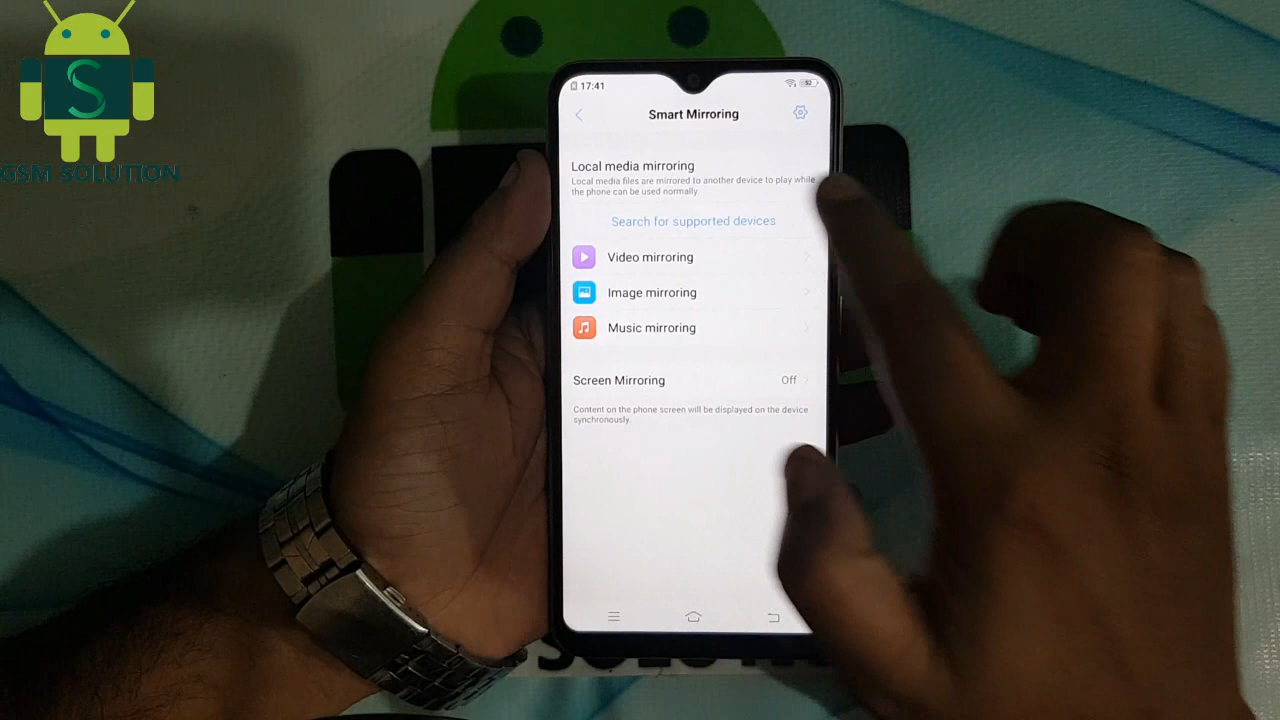 GSM SOLUTION
17:41
Smart Mirroring
Local media mirroring
Local media files are mirrored to another device to play while
the phone can be used normally
Search for supported devices
Video mirroring
Image mirroring
Music mirroring
Screen Mirroring
Off
Content on the phone screen will be displayed on the device
synchronously.